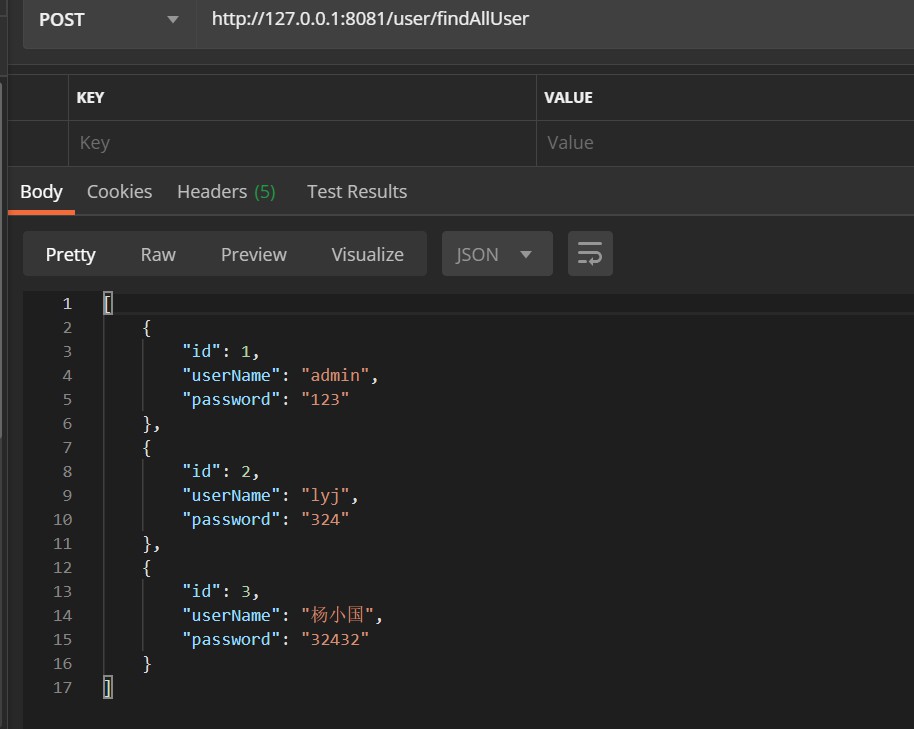 POST http://127.0.0.1:8081/user/findAllUser
KEY VALUE
Key Value
Body Cookies Headers (5) Test Results
Pretty Raw Preview Visualize JSON
1 [
2 {
3 "id": 1,
4 "userName": "admin",
5 "password": "123"
6 },
7 {
8 "id": 2,
9 "userName": "lyj",
10 "password": "324"
11 },
12 {
13 "id": 3,
14 "userName": "杨小国",
15 "password": "32432"
16 }
17 ]